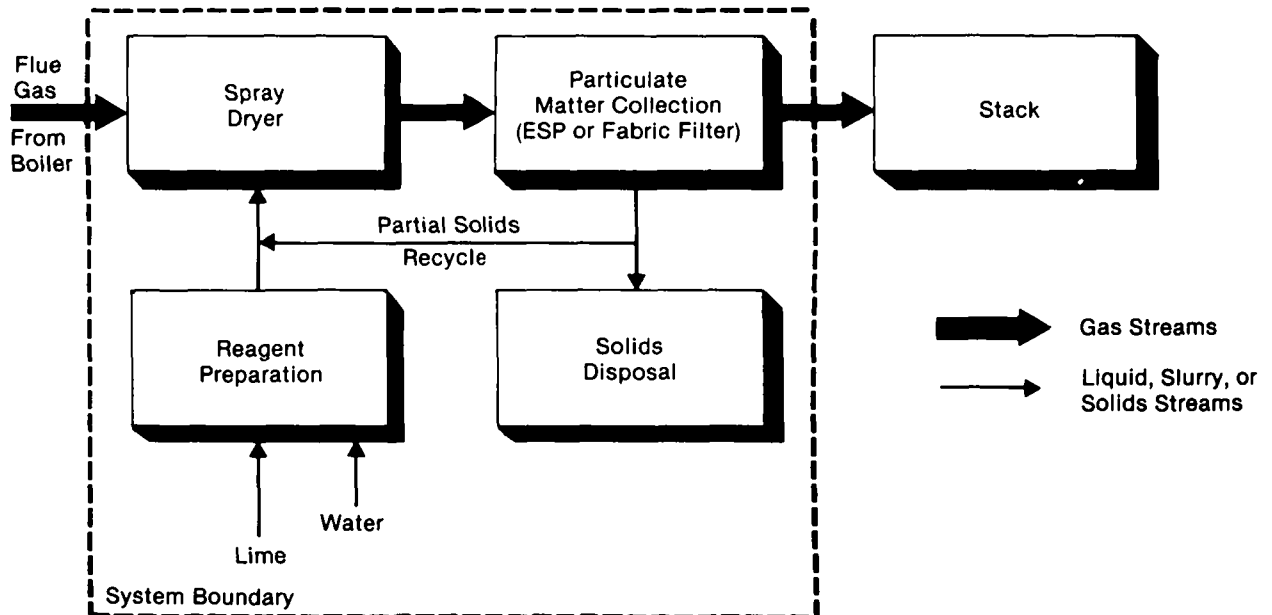 Flue
Gas
From
Boiler
Spray
Dryer
Particulate
Matter Collection
(ESP or Fabric Filter)
Stack
Partial Solids
Recycle
Reagent
Preparation
Solids
Disposal
Gas Streams
Liquid, Slurry, or
Solids Streams
Water
Lime
System Boundary